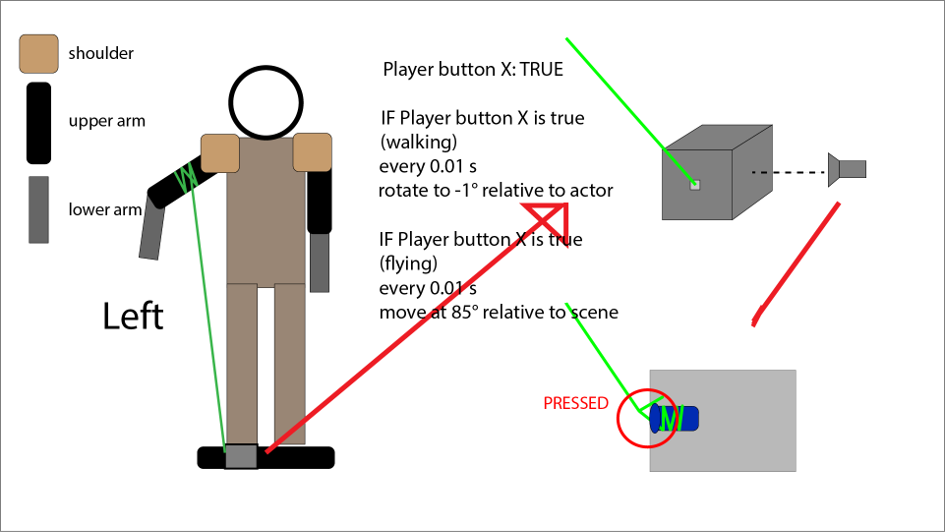 shoulder
upper arm
lower arm
Left
Player button X: TRUE
IF Player button X is true
(walking)
every 0.01 s
rotate to -1° relative to actor
IF Player button X is true
(flying)
every 0.01 s
move at 85° relative to scene
PRESSED